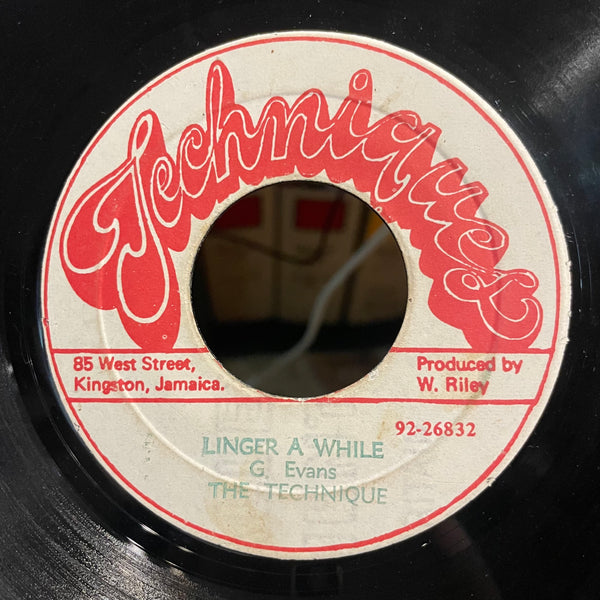 Techniques
85 West Street,
Kingston, Jamaica.
Produced by
W. Riley
92-26832
LINGER A WHILE
G. Evans
THE TECHNIQUE